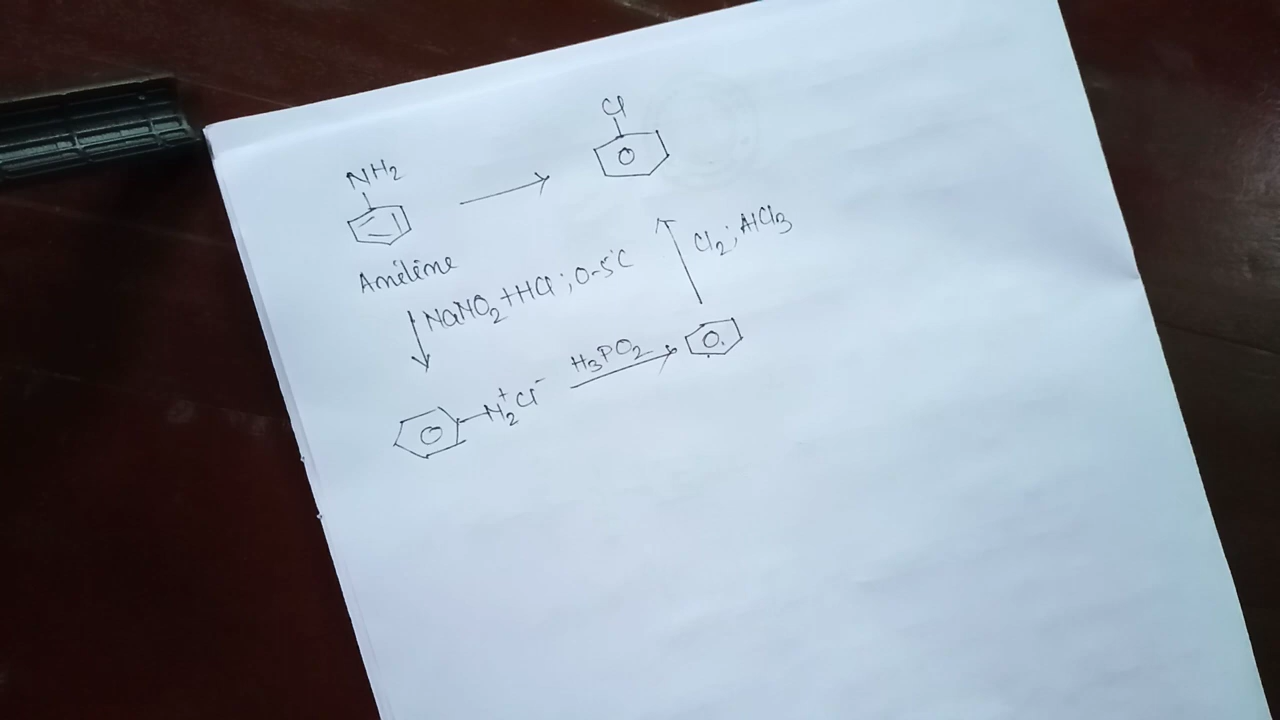 Cl
NH2
Aniline
NaNO2+HCl ; 0-5°C
Cl2 ; AlCl3
H3PO2
N2+Cl-